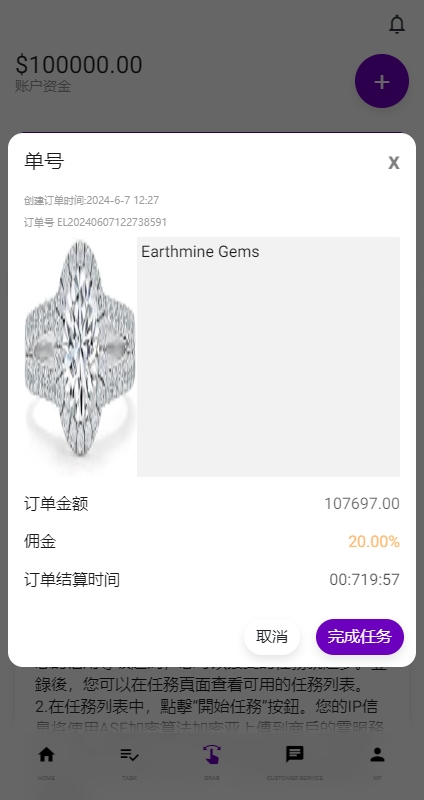 $100000.00
账户资金
+
单号
X
创建订单时间:2024-6-7 12:27
订单号 EL20240607122738591
Earthmine Gems
订单金额 107697.00
佣金 20.00%
订单结算时间 00:719:57
取消 完成任务
錄後，您可以在任務頁面查看可用的任務列表。
2.在任務列表中，點擊“開始任務”按鈕。您的IP信
HOME TASK GRAB CUSTOMER SERVICE VIP